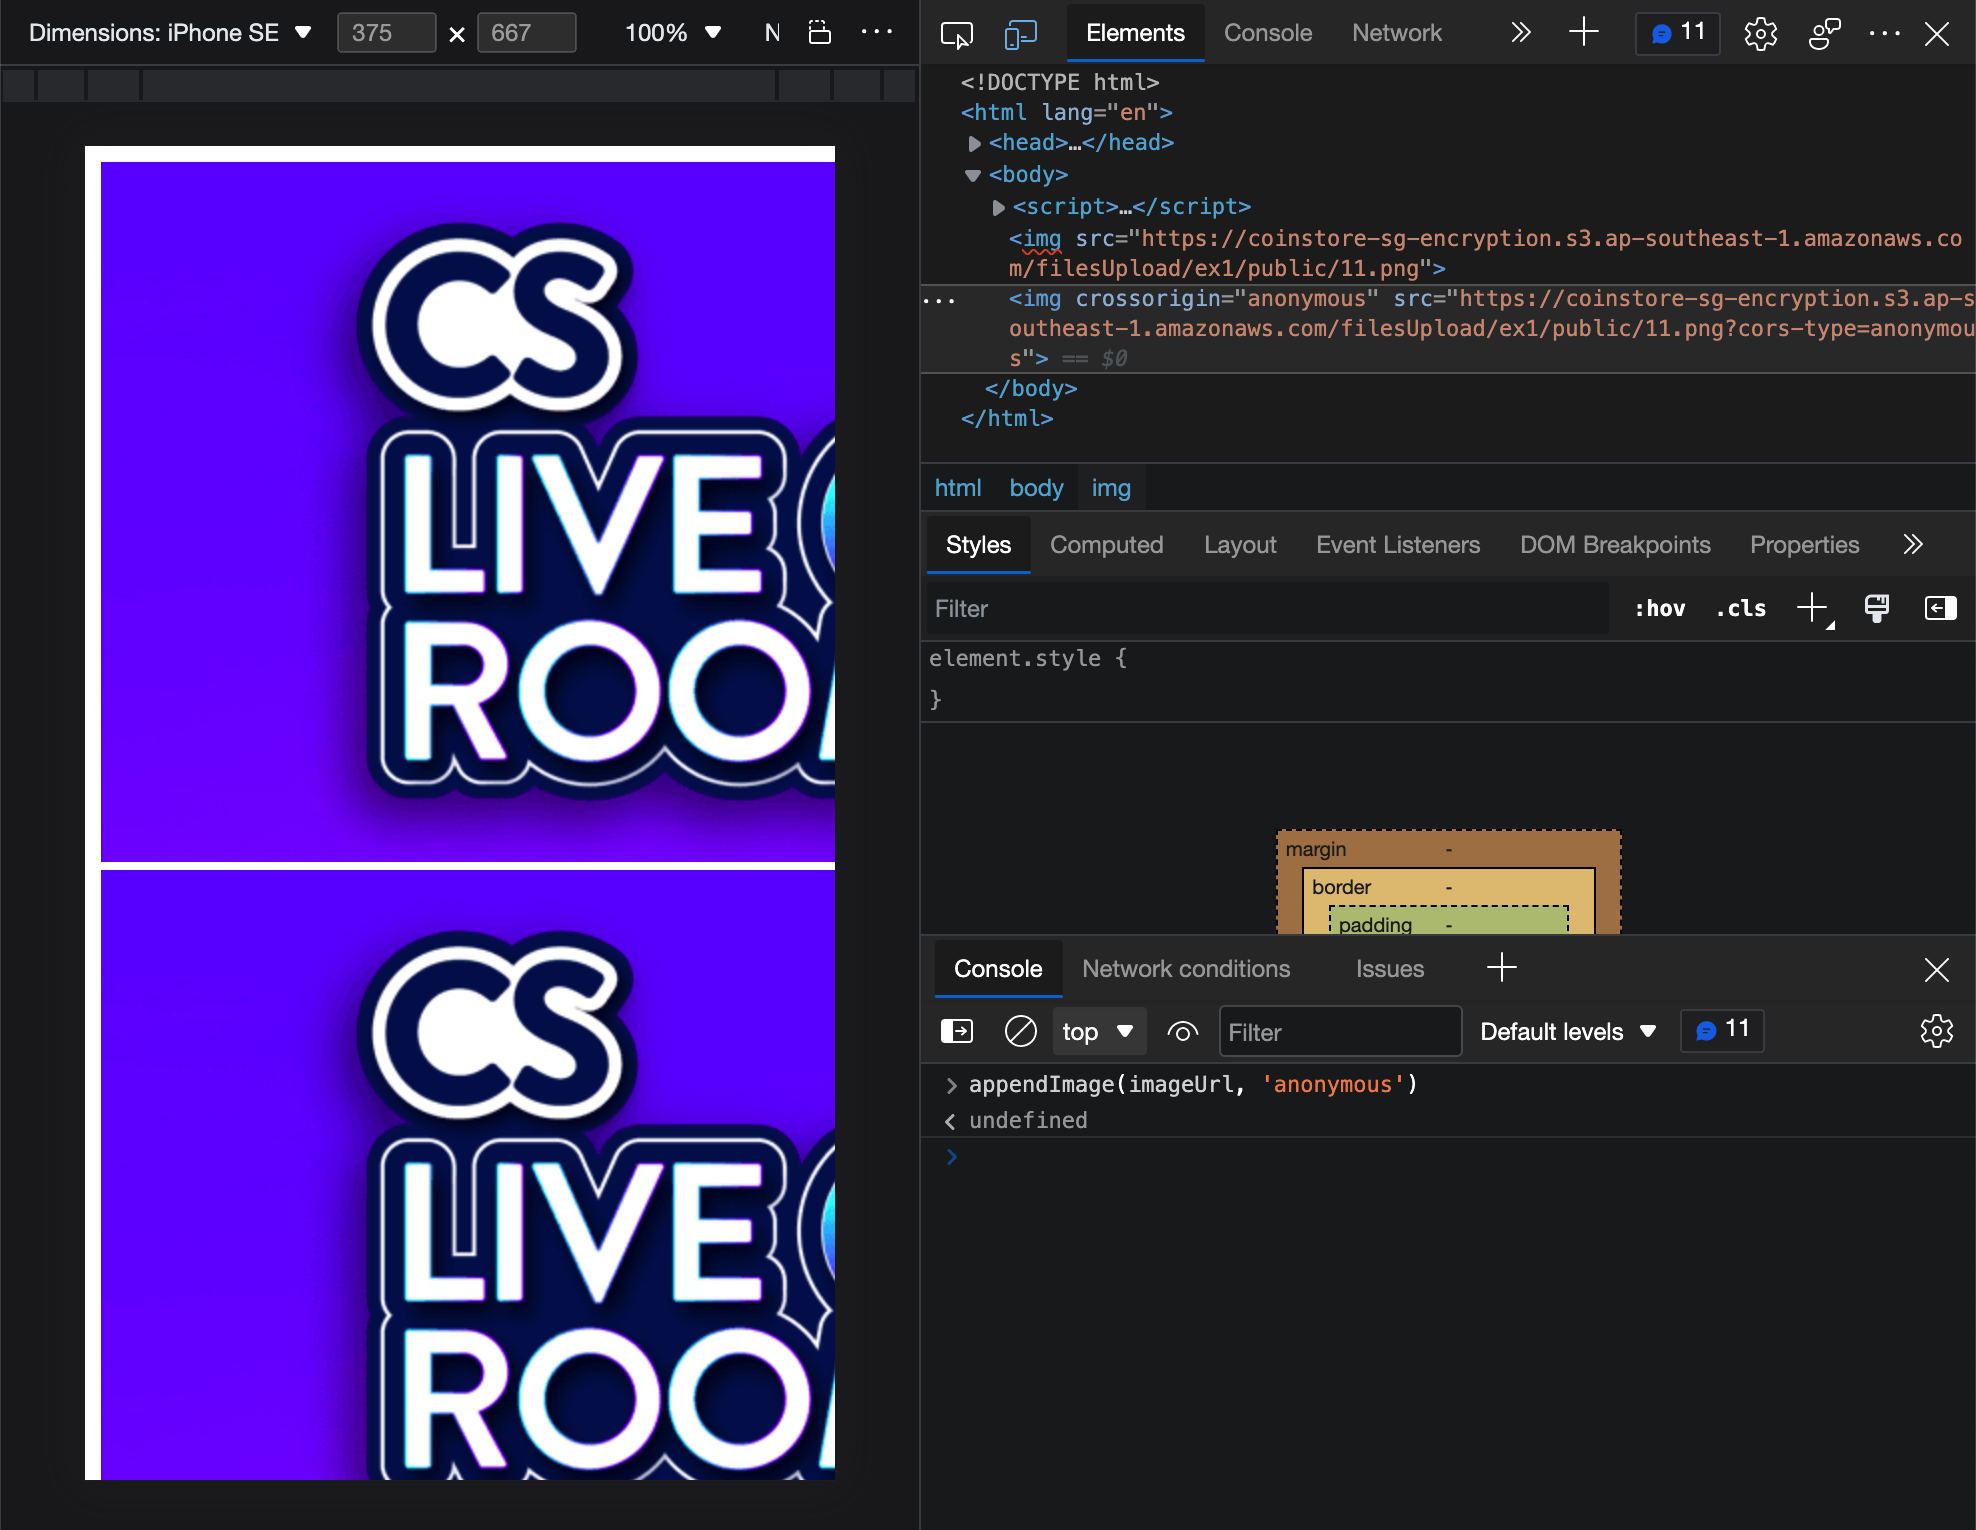 Dimensions: iPhone SE
375 × 667
100%
N
Elements
Console
Network
11
<!DOCTYPE html>
<html lang="en">
<head>…</head>
<body>
<script>…</script>
<img src="https://coinstore-sg-encryption.s3.ap-southeast-1.amazonaws.co
m/filesUpload/ex1/public/11.png">
<img crossorigin="anonymous" src="https://coinstore-sg-encryption.s3.ap-s
outheast-1.amazonaws.com/filesUpload/ex1/public/11.png?cors-type=anonymou
s"> == $0
</body>
</html>
html body img
Styles
Computed
Layout
Event Listeners
DOM Breakpoints
Properties
Filter
:hov .cls
element.style {
}
margin -
border -
padding -
Console
Network conditions
Issues
top
Filter
Default levels
11
appendImage(imageUrl, 'anonymous')
undefined
CS
LIVE
ROO
CS
LIVE
ROO